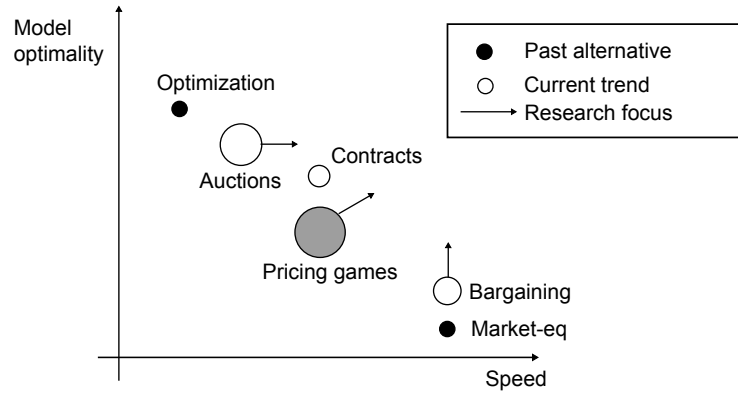 Model
optimality
Past alternative
Current trend
Research focus
Optimization
Contracts
Auctions
Pricing games
Bargaining
Market-eq
Speed